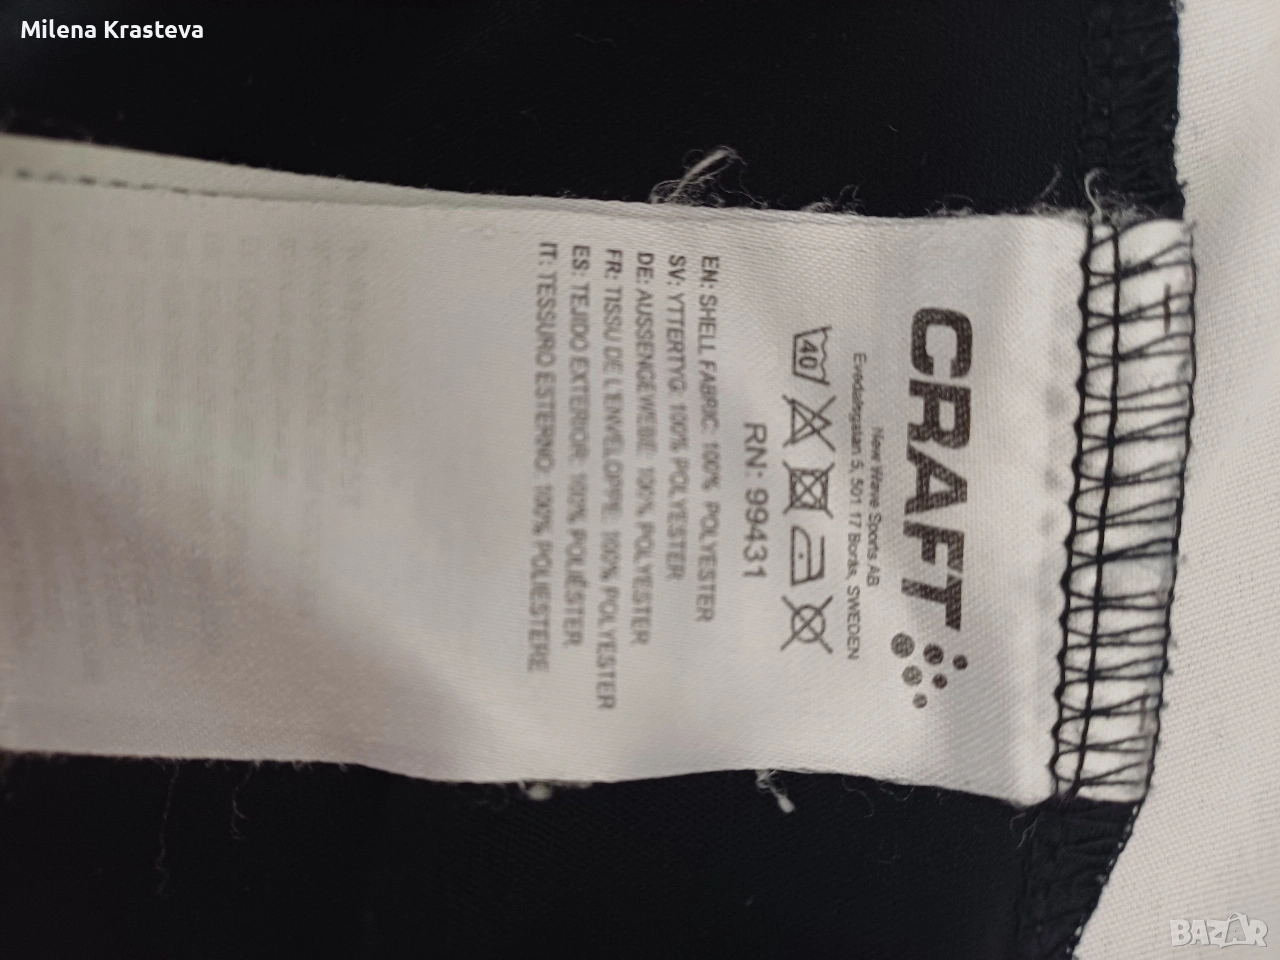 Milena Krasteva
CRAFT
New Wave Sports AB
Evedalsgatan 5, 501 17 Borås, SWEDEN
40
RN: 99431
EN: SHELL FABRIC: 100% POLYESTER
SV: YTTERTYG: 100% POLYESTER
DE: AUSSENGEWEBE: 100% POLYESTER
FR: TISSU DE L'ENVELOPPE: 100% POLYESTER
ES: TEJIDO EXTERIOR: 100% POLIÉSTER
IT: TESSURO ESTERNO: 100% POLIESTERE
BAZAR